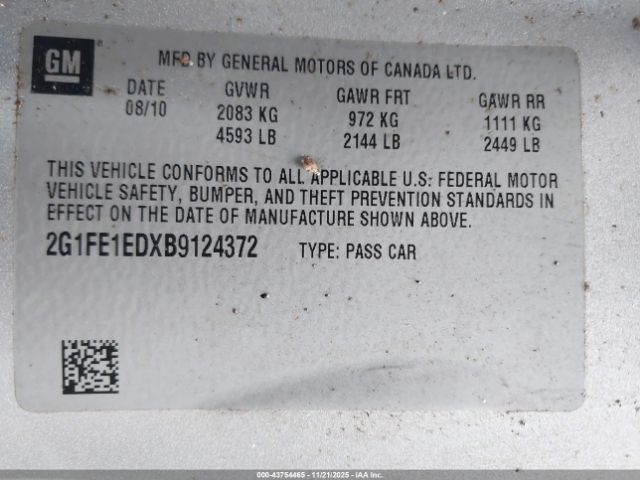 GM
MFD BY GENERAL MOTORS OF CANADA LTD.
DATE GVWR GAWR FRT GAWR RR
08/10 2083 KG 972 KG 1111 KG
4593 LB 2144 LB 2449 LB
THIS VEHICLE CONFORMS TO ALL APPLICABLE U.S. FEDERAL MOTOR
VEHICLE SAFETY, BUMPER, AND THEFT PREVENTION STANDARDS IN
EFFECT ON THE DATE OF MANUFACTURE SHOWN ABOVE.
2G1FE1EDXB9124372 TYPE: PASS CAR
000-43754465 - 11/21/2025 - IAA Inc.